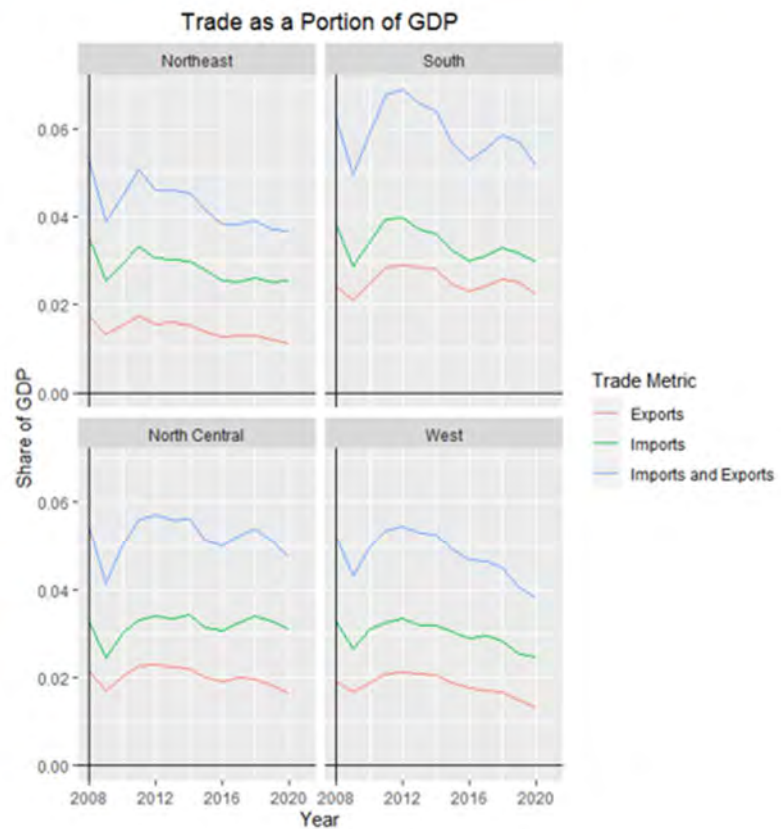 Trade as a Portion of GDP
Northeast
South
0.06
0.04
0.02
0.00
Share of GDP
North Central
West
0.06
0.04
0.02
0.00
2008 2012 2016 2020 2008 2012 2016 2020
Year
Trade Metric
Exports
Imports
Imports and Exports